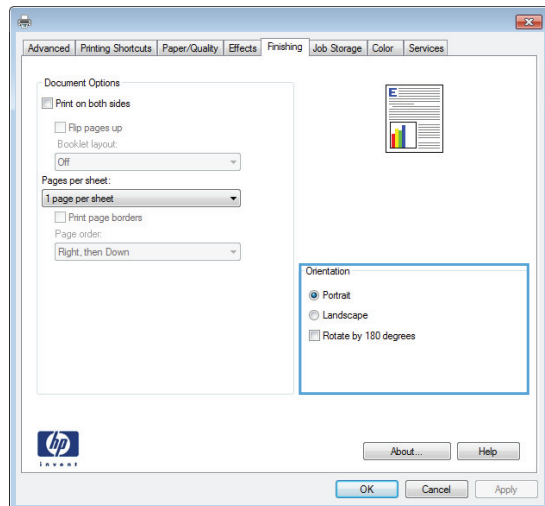 Advanced Printing Shortcuts Paper/Quality Effects Finishing Job Storage Color Services
Document Options
Print on both sides
Flip pages up
Booklet layout:
Off
Pages per sheet:
1 page per sheet
Print page borders
Page order:
Right, then Down
E
Orientation
Portrait
Landscape
Rotate by 180 degrees
hp
invent
About... Help
OK Cancel Apply